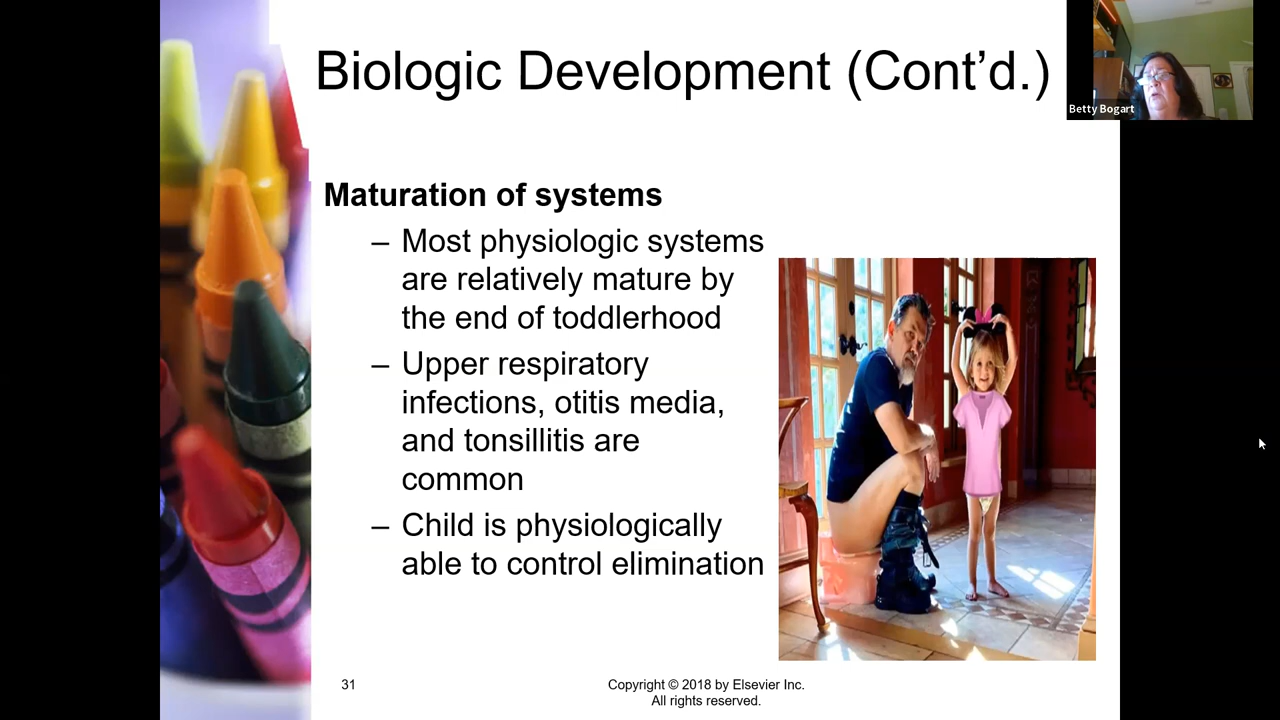 Biologic Development (Cont’d.)
Betty Bogart
Maturation of systems
– Most physiologic systems
are relatively mature by
the end of toddlerhood
– Upper respiratory
infections, otitis media,
and tonsillitis are
common
– Child is physiologically
able to control elimination
31
Copyright © 2018 by Elsevier Inc.
All rights reserved.